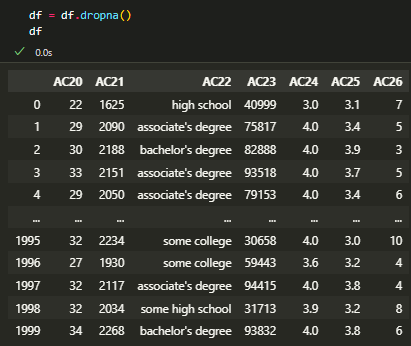 df = df.dropna()
df
0.0s
AC20 AC21 AC22 AC23 AC24 AC25 AC26
0 22 1625 high school 40999 3.0 3.1 7
1 29 2090 associate's degree 75817 4.0 3.4 5
2 30 2188 bachelor's degree 82888 4.0 3.9 3
3 33 2151 associate's degree 93518 4.0 3.7 5
4 29 2050 associate's degree 79153 4.0 3.4 6
... ... ... ... ... ... ... ...
1995 32 2234 some college 30658 4.0 3.0 10
1996 27 1930 some college 59443 3.6 3.2 4
1997 32 2117 associate's degree 94415 4.0 3.8 4
1998 32 2034 some high school 31713 3.9 3.2 8
1999 34 2268 bachelor's degree 93832 4.0 3.8 6